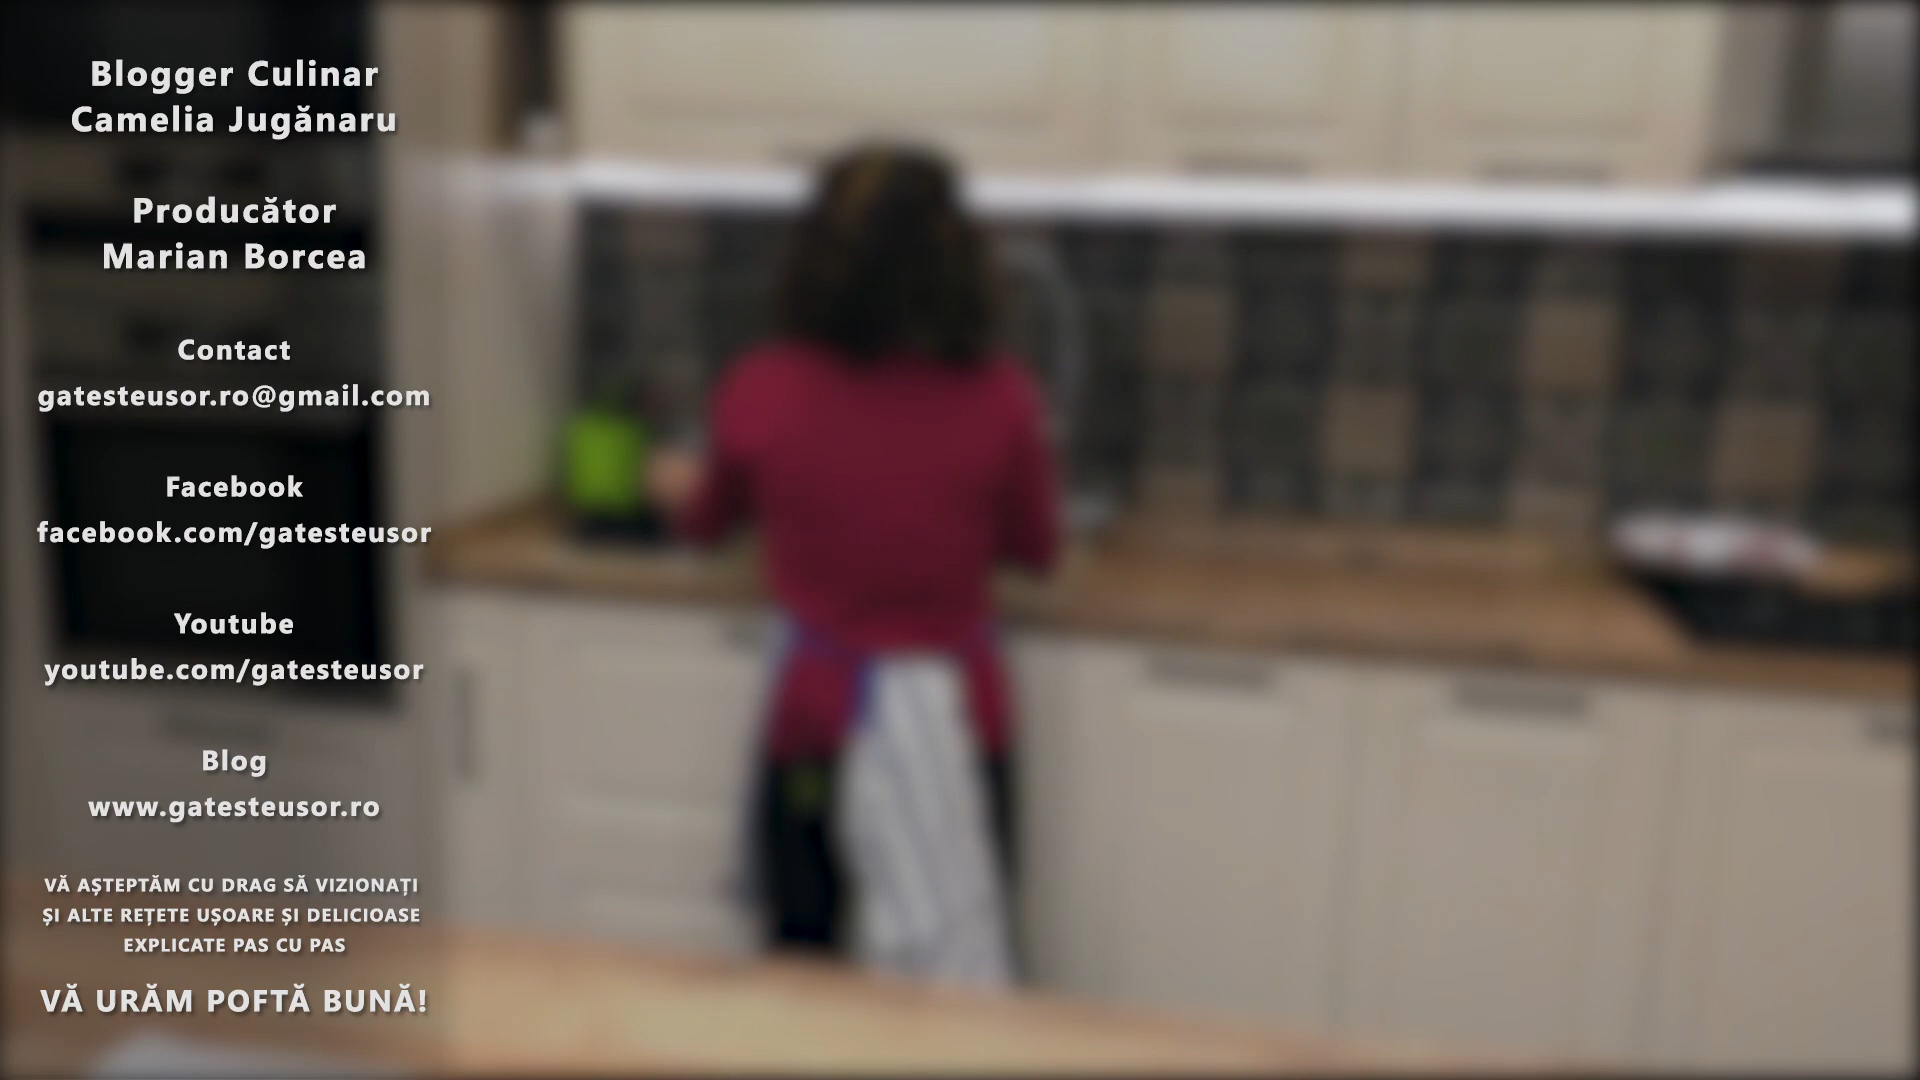 Blogger Culinar
Camelia Jugănaru
Producător
Marian Borcea
Contact
gatesteusor.ro@gmail.com
Facebook
facebook.com/gatesteusor
Youtube
youtube.com/gatesteusor
Blog
www.gatesteusor.ro
VĂ AȘTEPTĂM CU DRAG SĂ VIZIONAȚI
ȘI ALTE REȚETE UȘOARE ȘI DELICIOASE
EXPLICATE PAS CU PAS
VĂ URĂM POFTĂ BUNĂ!